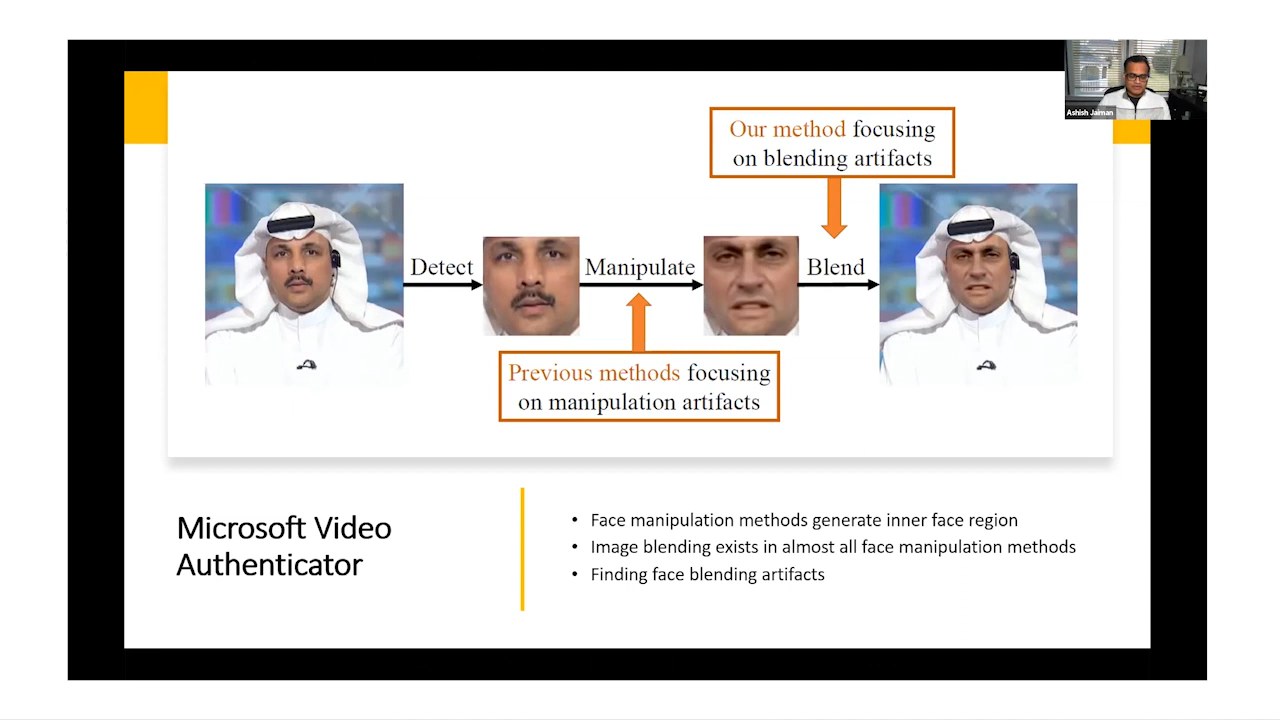 Ashish Jaiman
Our method focusing
on blending artifacts
Detect
Manipulate
Blend
Previous methods focusing
on manipulation artifacts
Microsoft Video
Authenticator
• Face manipulation methods generate inner face region
• Image blending exists in almost all face manipulation methods
• Finding face blending artifacts